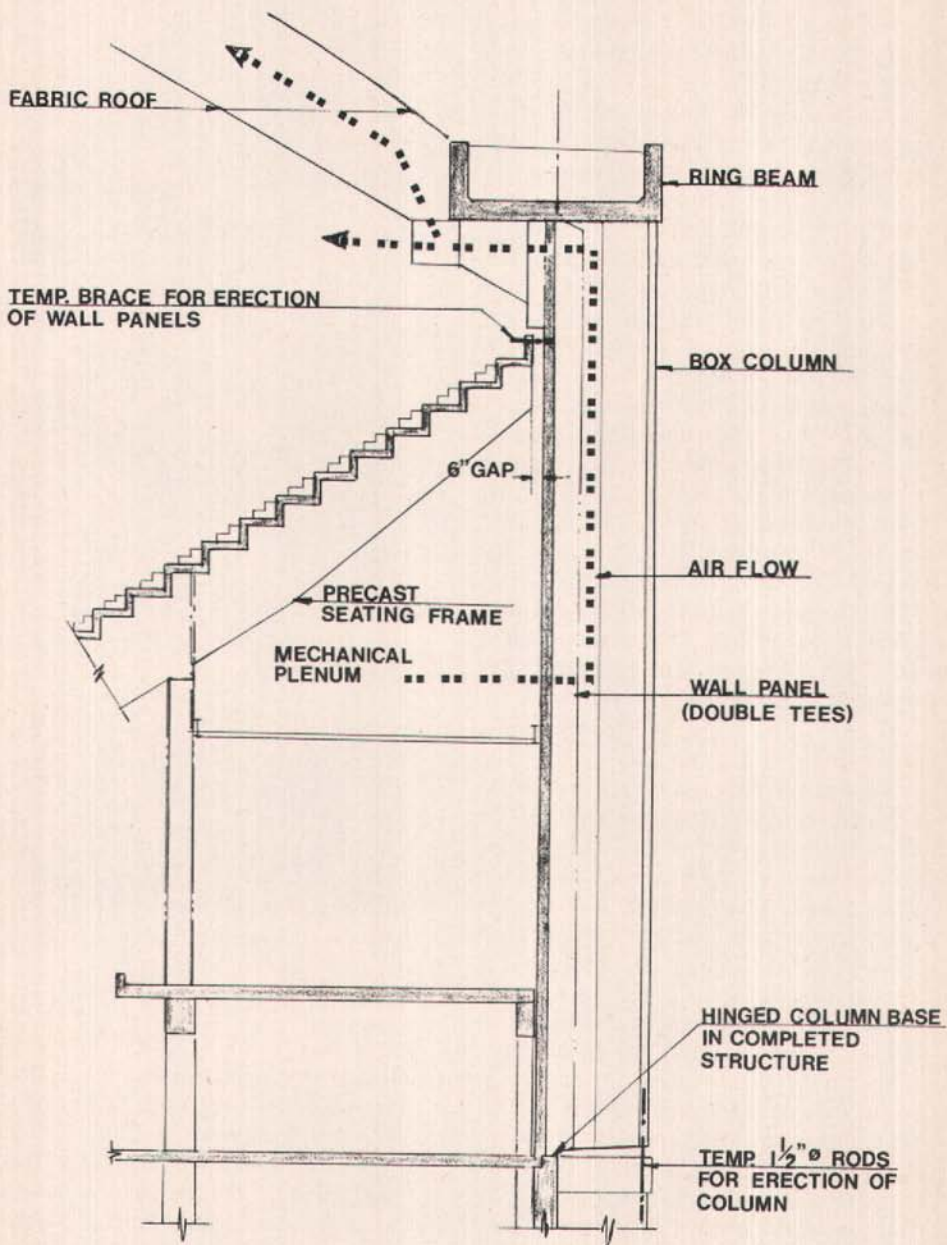 FABRIC ROOF
RING BEAM
TEMP. BRACE FOR ERECTION
OF WALL PANELS
BOX COLUMN
6" GAP
AIR FLOW
PRECAST
SEATING FRAME
MECHANICAL
PLENUM
WALL PANEL
(DOUBLE TEES)
HINGED COLUMN BASE
IN COMPLETED
STRUCTURE
TEMP. 1½" ø RODS
FOR ERECTION OF
COLUMN